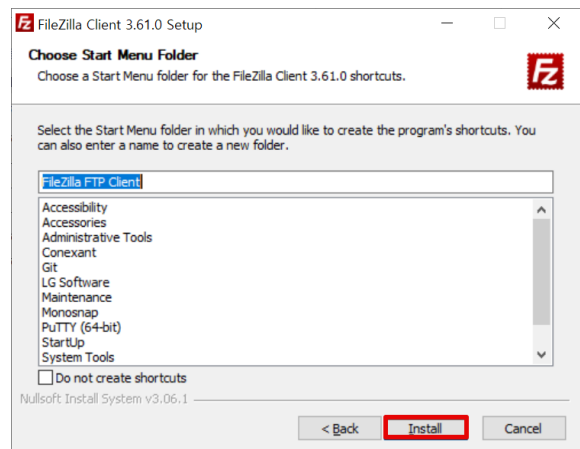 FileZilla Client 3.61.0 Setup
Choose Start Menu Folder
Choose a Start Menu folder for the FileZilla Client 3.61.0 shortcuts.
Fz
Select the Start Menu folder in which you would like to create the program's shortcuts. You
can also enter a name to create a new folder.
FileZilla FTP Client
Accessibility
Accessories
Administrative Tools
Conexant
Git
LG Software
Maintenance
Monosnap
PuTTY (64-bit)
StartUp
System Tools
Do not create shortcuts
Nullsoft Install System v3.06.1
< Back
Install
Cancel